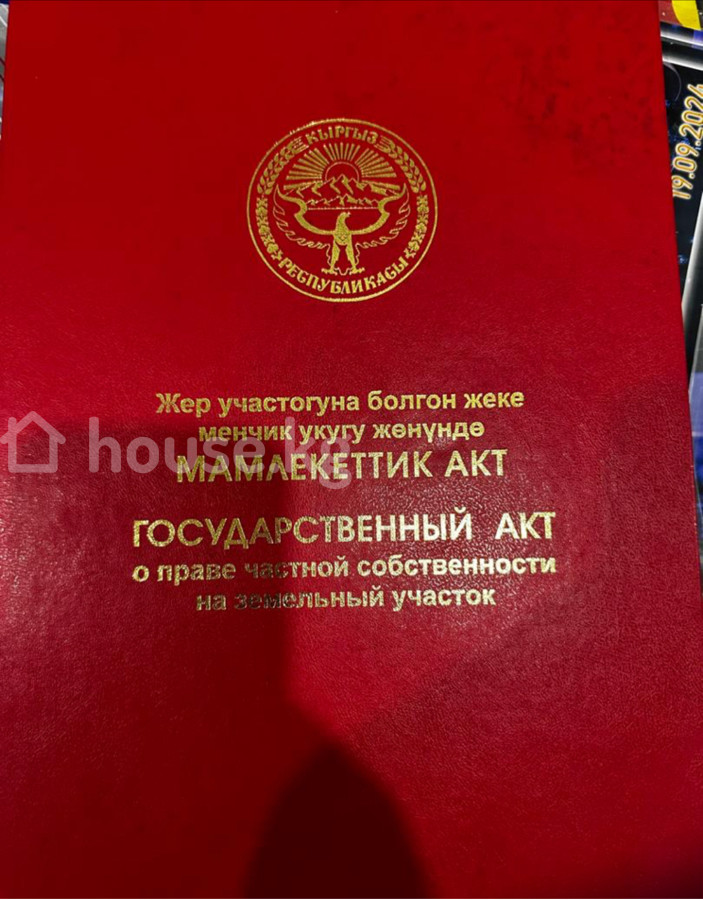 КЫРГЫЗ
РЕСПУБЛИКАСЫ
Жер участогуна болгон жеке
менчик укугу жөнүндө
МАМЛЕКЕТТИК АКТ
ГОСУДАРСТВЕННЫЙ АКТ
о праве частной собственности
на земельный участок
house.kg
19.09.2024